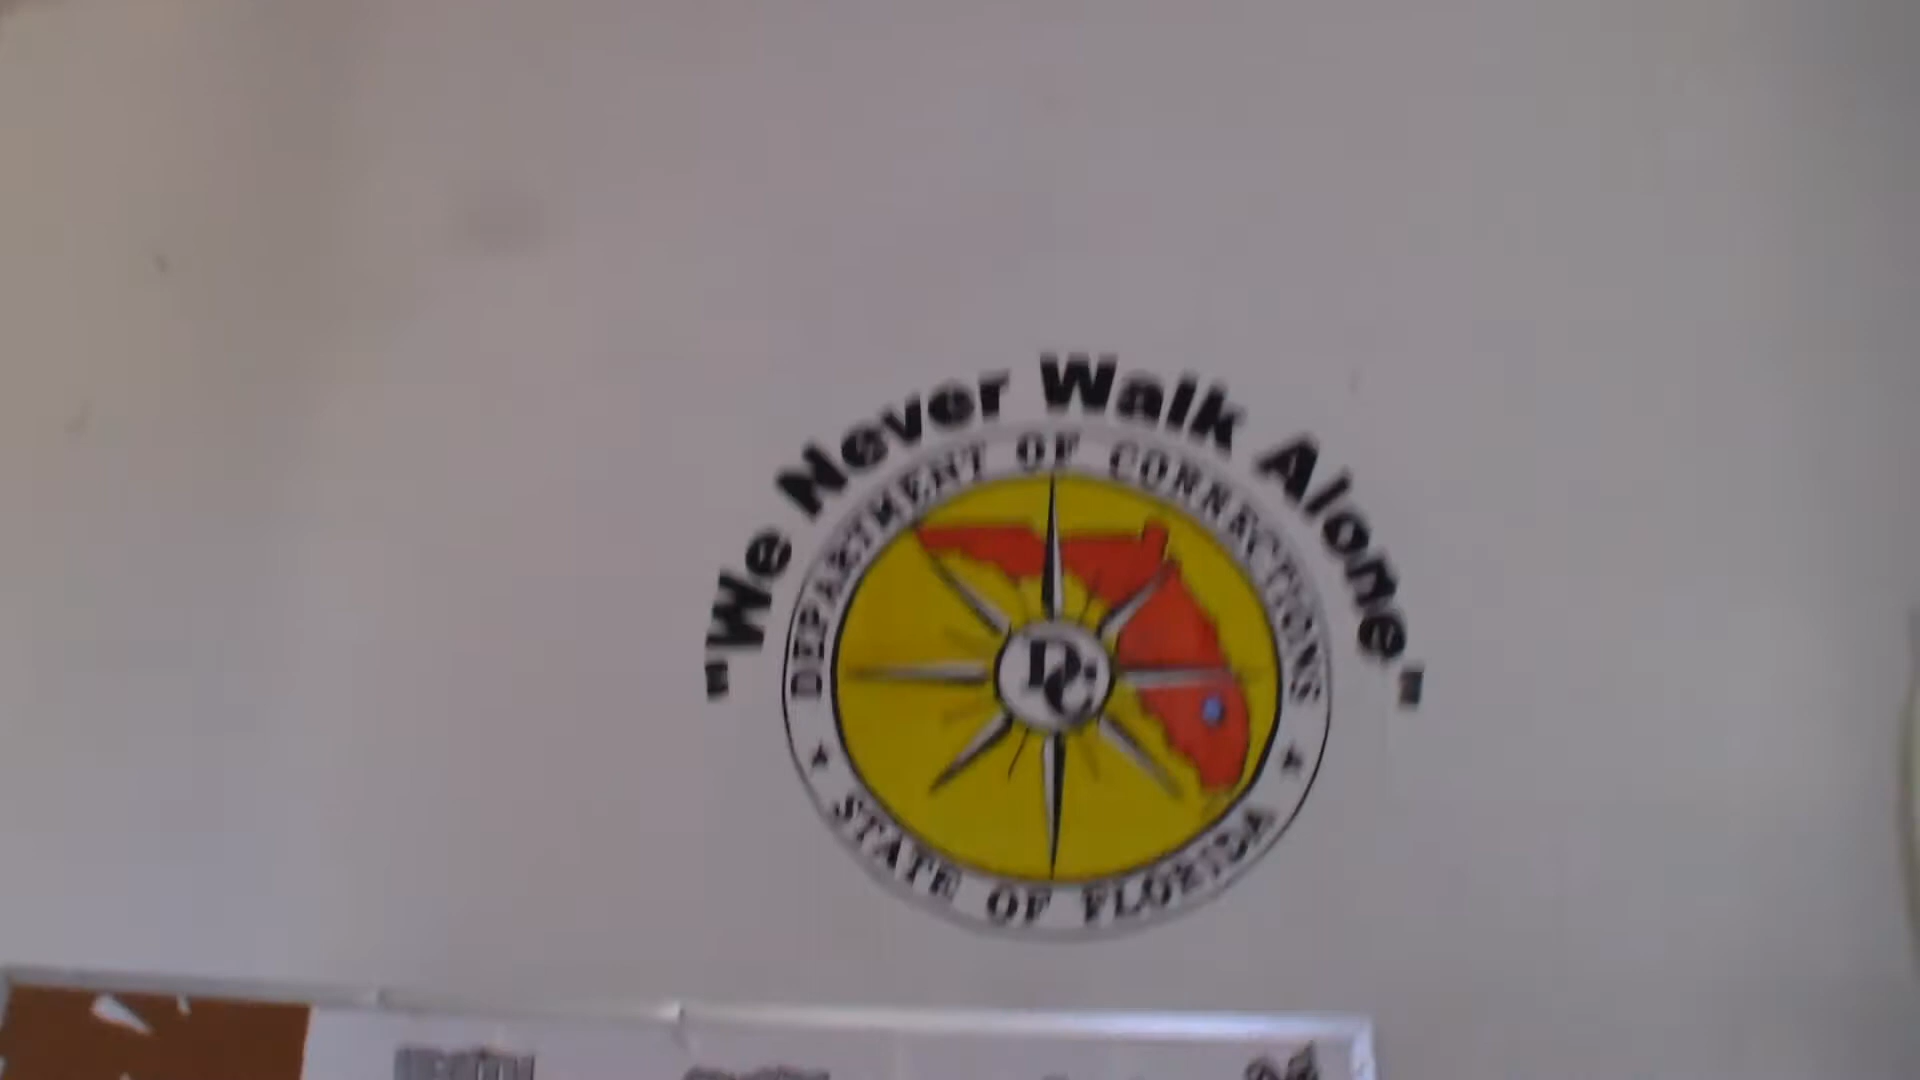 "We Never Walk Alone"
DEPARTMENT OF CORRECTIONS
DC
STATE OF FLORIDA